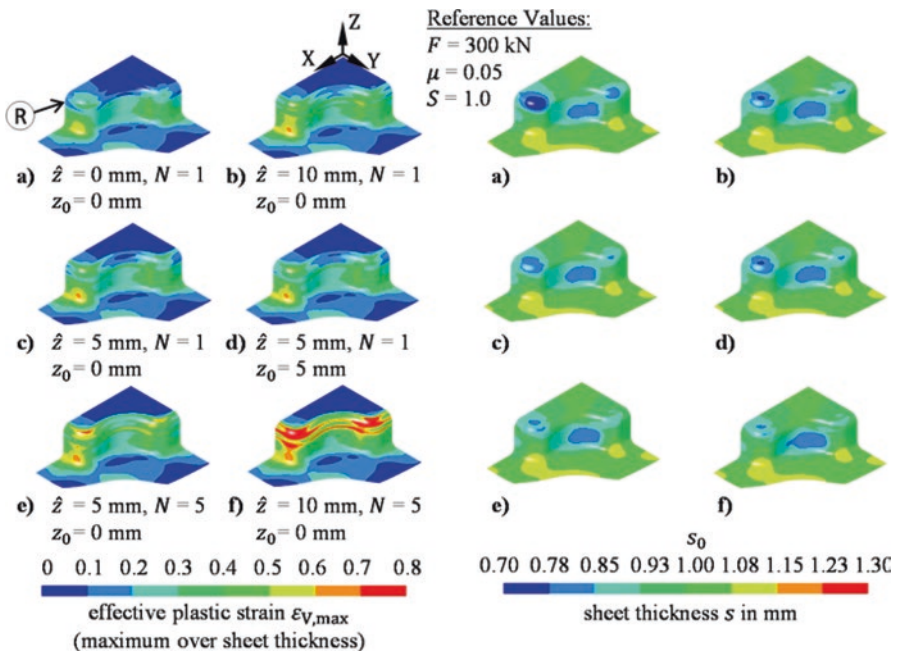 Z
X Y
R
Reference Values:
F = 300 kN
μ = 0.05
S = 1.0
a) ẑ = 0 mm, N = 1
z₀ = 0 mm
b) ẑ = 10 mm, N = 1
z₀ = 0 mm
a)
b)
c) ẑ = 5 mm, N = 1
z₀ = 0 mm
d) ẑ = 5 mm, N = 1
z₀ = 5 mm
c)
d)
e) ẑ = 5 mm, N = 5
z₀ = 0 mm
f) ẑ = 10 mm, N = 5
z₀ = 0 mm
e)
f)
0 0.1 0.2 0.3 0.4 0.5 0.6 0.7 0.8
effective plastic strain εV,max
(maximum over sheet thickness)
s₀
0.70 0.78 0.85 0.93 1.00 1.08 1.15 1.23 1.30
sheet thickness s in mm